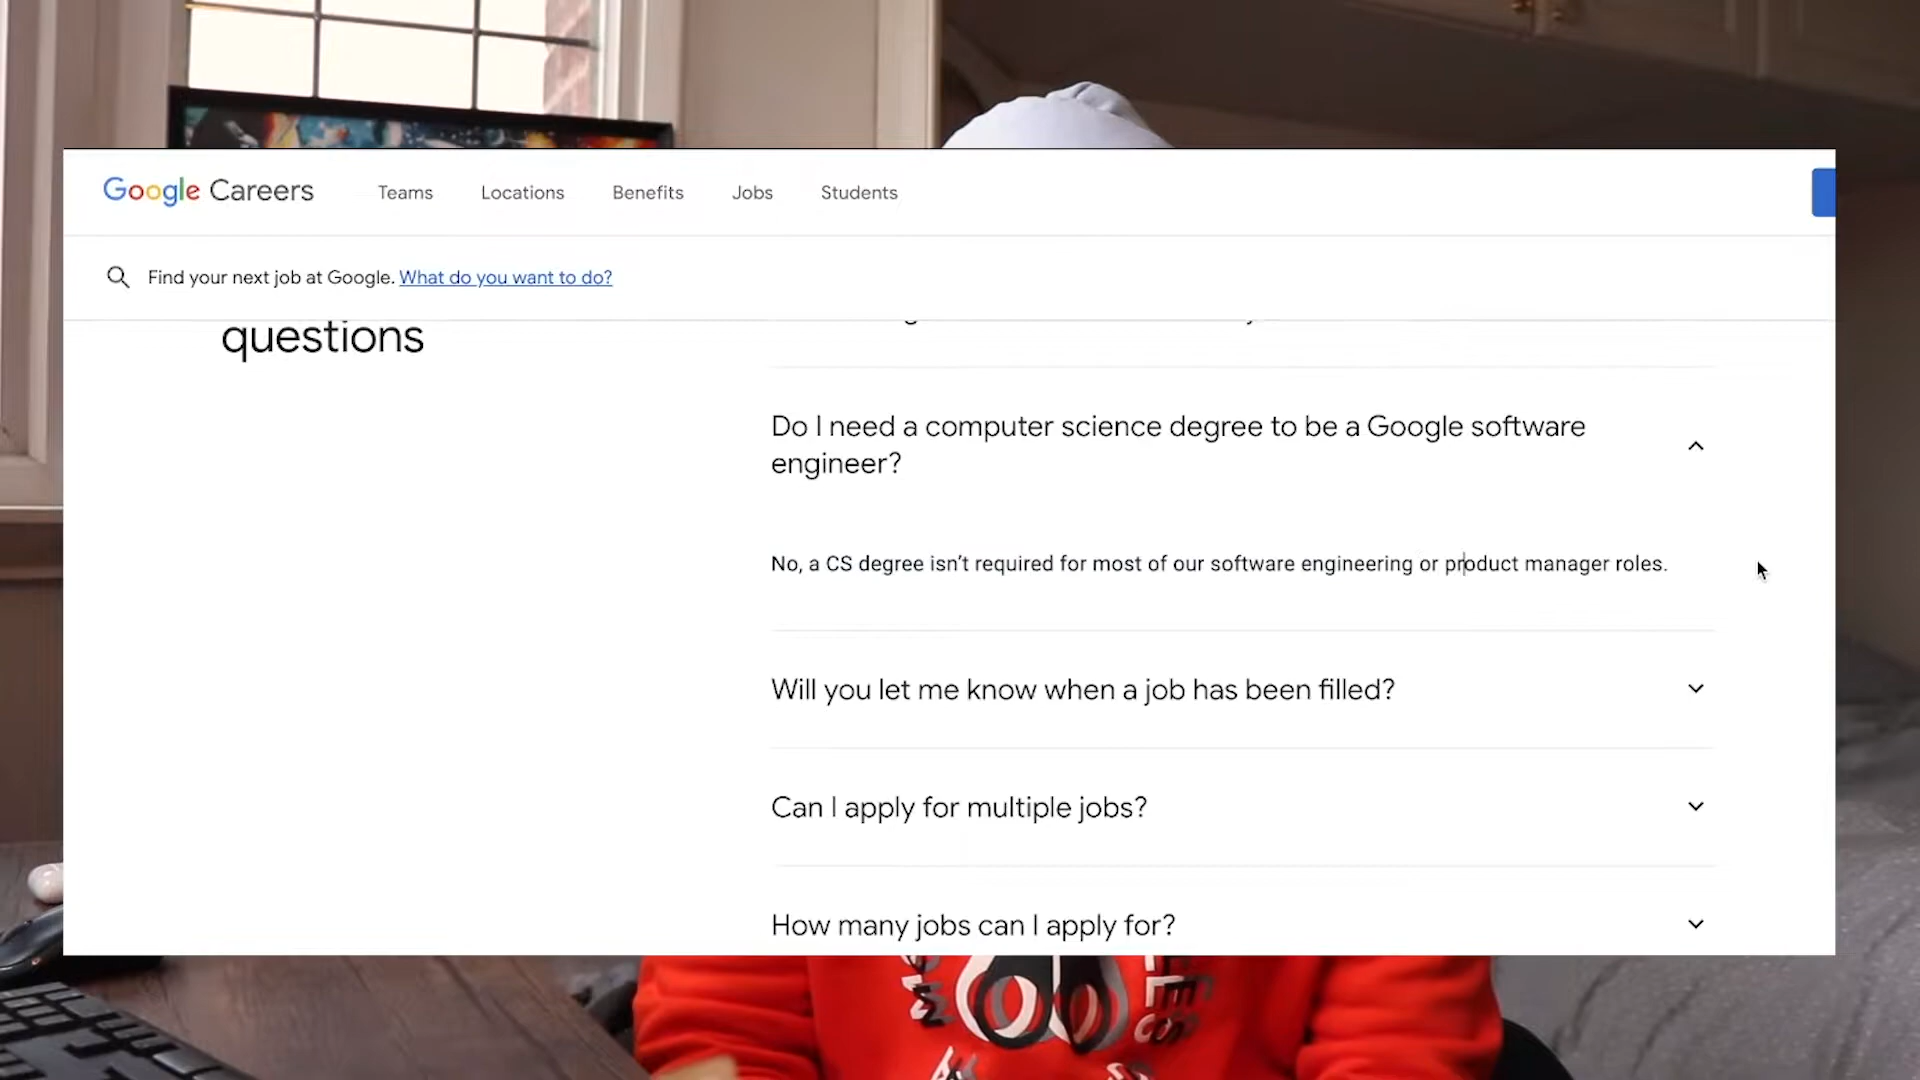 Google Careers
Teams
Locations
Benefits
Jobs
Students
Find your next job at Google. What do you want to do?
questions
Do I need a computer science degree to be a Google software
engineer?
No, a CS degree isn't required for most of our software engineering or product manager roles.
Will you let me know when a job has been filled?
Can I apply for multiple jobs?
How many jobs can I apply for?